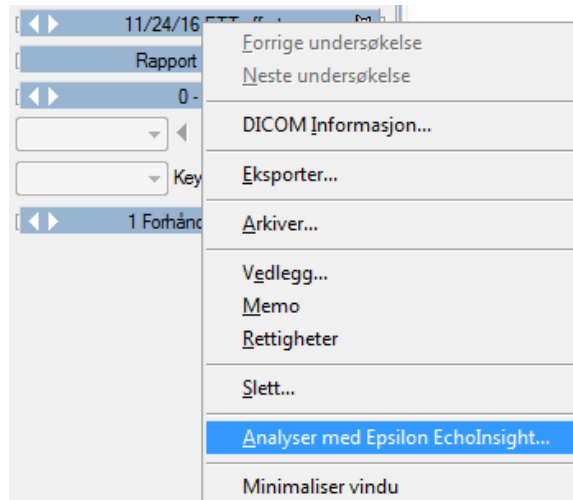 11/24/16
Forrige undersøkelse
Rapport
Neste undersøkelse
0 -
DICOM Informasjon...
Key
Eksporter...
1 Forhånd
Arkiver...
Vedlegg...
Memo
Rettigheter
Slett...
Analyser med Epsilon EchoInsight...
Minimaliser vindu